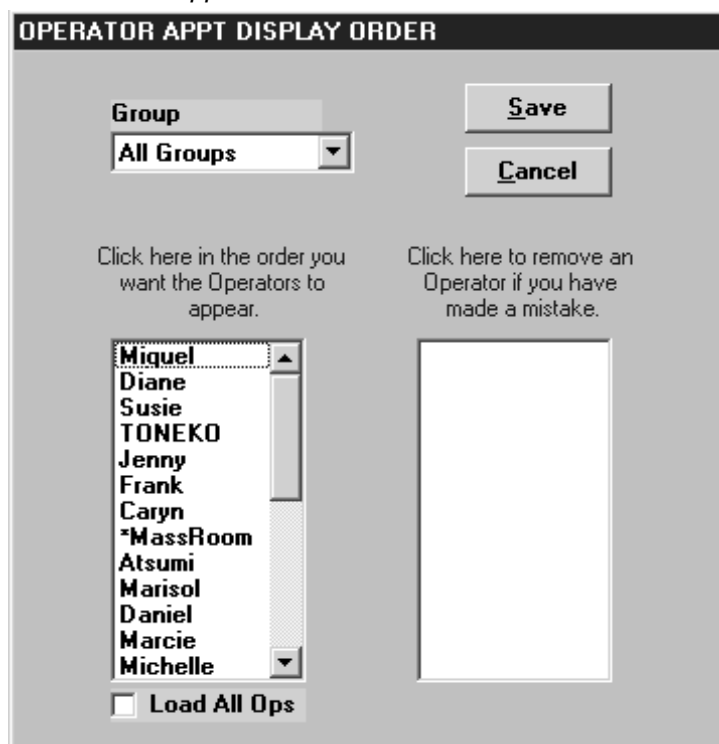 OPERATOR APPT DISPLAY ORDER
Group
All Groups
Save
Cancel
Click here in the order you
want the Operators to
appear.
Click here to remove an
Operator if you have
made a mistake.
Miquel
Diane
Susie
TONEKO
Jenny
Frank
Caryn
*MassRoom
Atsumi
Marisol
Daniel
Marcie
Michelle
Load All Ops